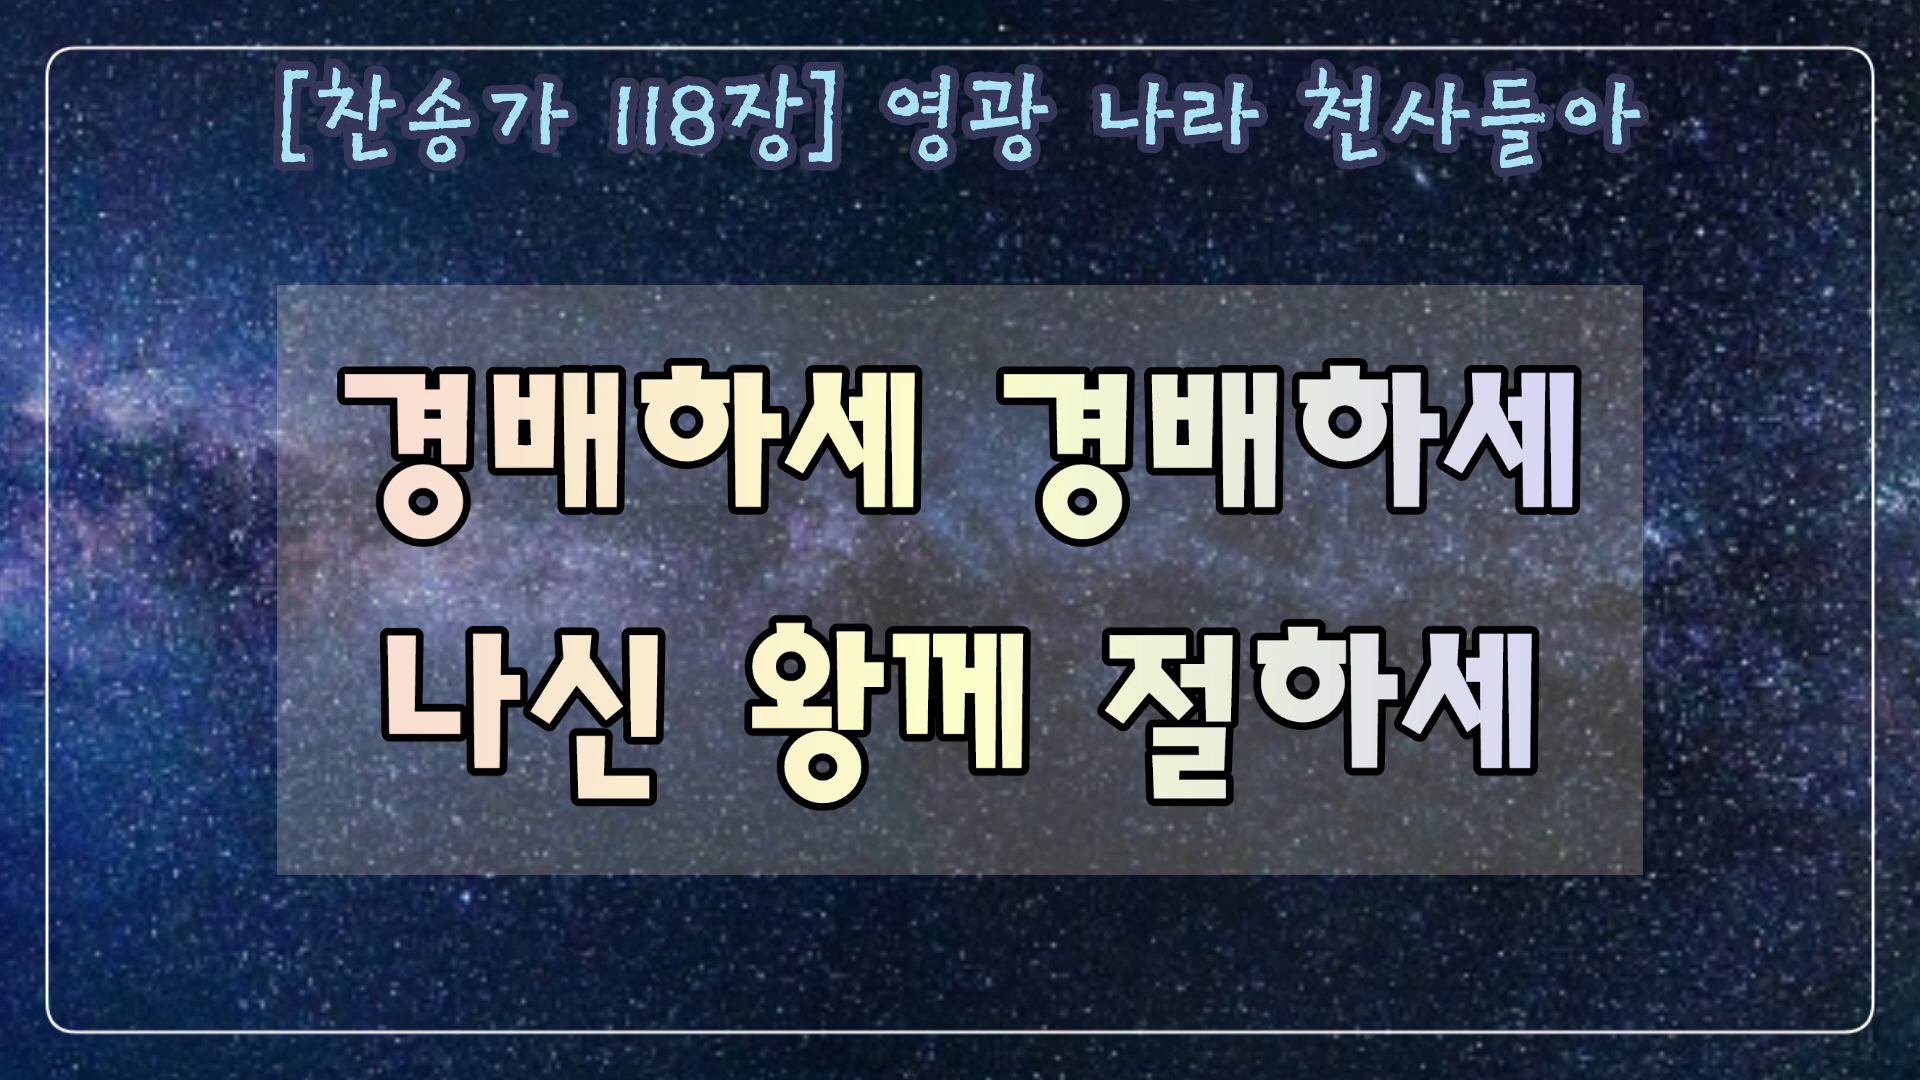 [찬송가 118장] 영광 나라 천사들아
경배하세 경배하세
나신 왕께 절하세